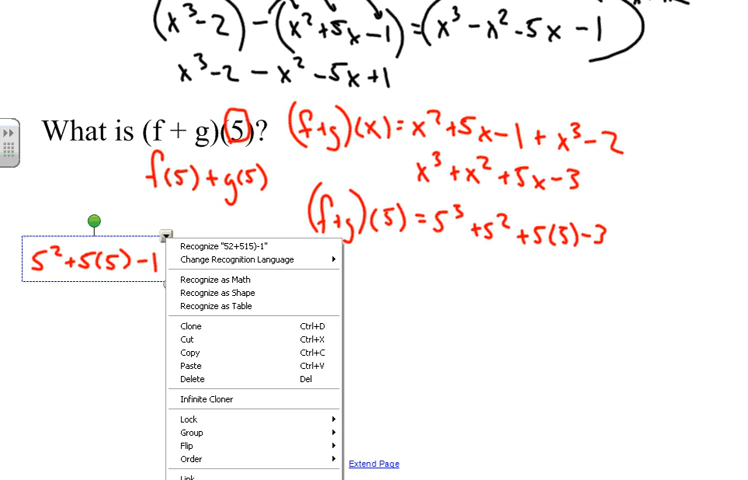 (x³-2) - (x²+5x-1) = (x³ - x² - 5x - 1)
x³-2 - x² -5x+1
What is (f + g)(5)?
(f+g)(x) = x²+5x-1 + x³-2
f(5)+g(5)
x³+x²+5x-3
(f+g)(5) = 5³+5²+5(5)-3
5²+5(5)-1
Recognize "52+515)-1"
Change Recognition Language
Recognize as Math
Recognize as Shape
Recognize as Table
Clone Ctrl+D
Cut Ctrl+X
Copy Ctrl+C
Paste Ctrl+V
Delete Del
Infinite Cloner
Lock
Group
Flip
Order
Link
Extend Page